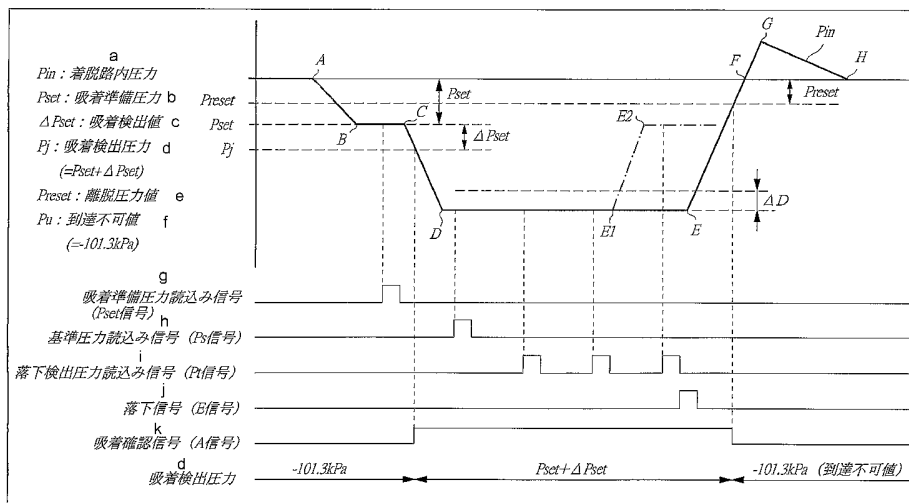 a
Pin：着脱路内圧力
Pset：吸着準備圧力 b
ΔPset：吸着検出値 c
Pj：吸着検出圧力 d
(=Pset+ΔPset)
Preset：離脱圧力値 e
Pu：到達不可値 f
(=-101.3kPa)
A
B
C
D
E
E1
E2
F
G
H
Pin
Preset
Pset
Pj
Pset
ΔPset
Preset
ΔD
g
吸着準備圧力読込み信号
(Pset信号)
h
基準圧力読込み信号 (Ps信号)
i
落下検出圧力読込み信号 (Pt信号)
j
落下信号 (E信号)
k
吸着確認信号 (A信号)
d
吸着検出圧力
-101.3kPa
Pset+ΔPset
-101.3kPa (到達不可値)